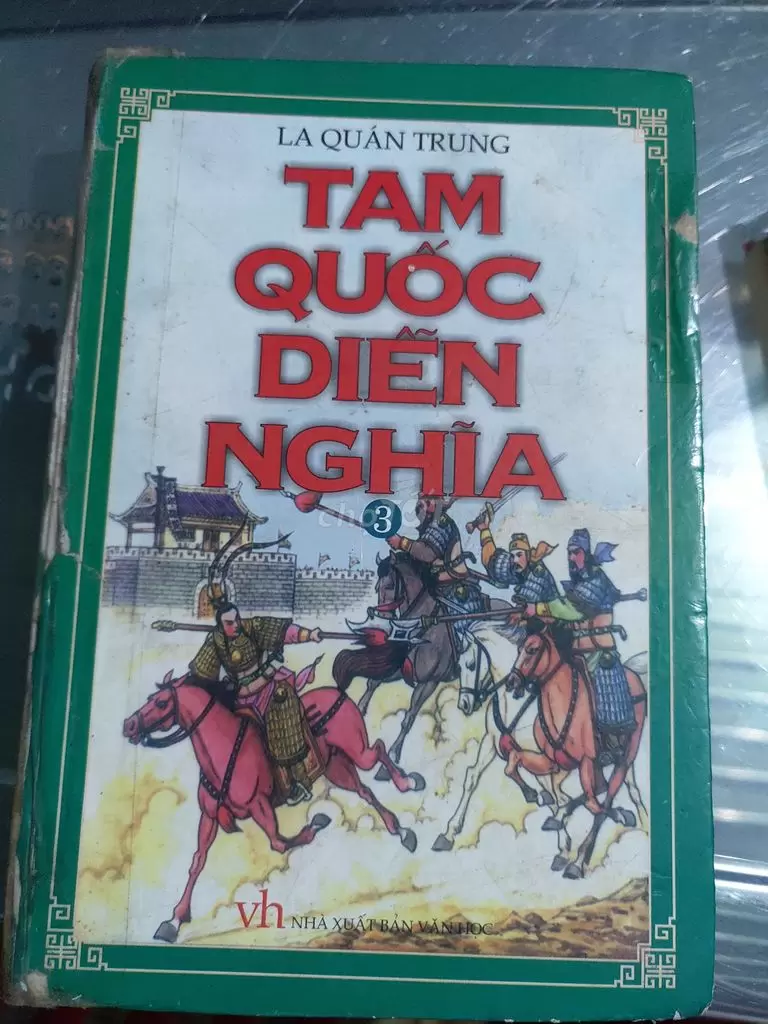 LA QUÁN TRUNG
TAM
QUỐC
DIỄN
NGHĨA
3
vh NHÀ XUẤT BẢN VĂN HỌC